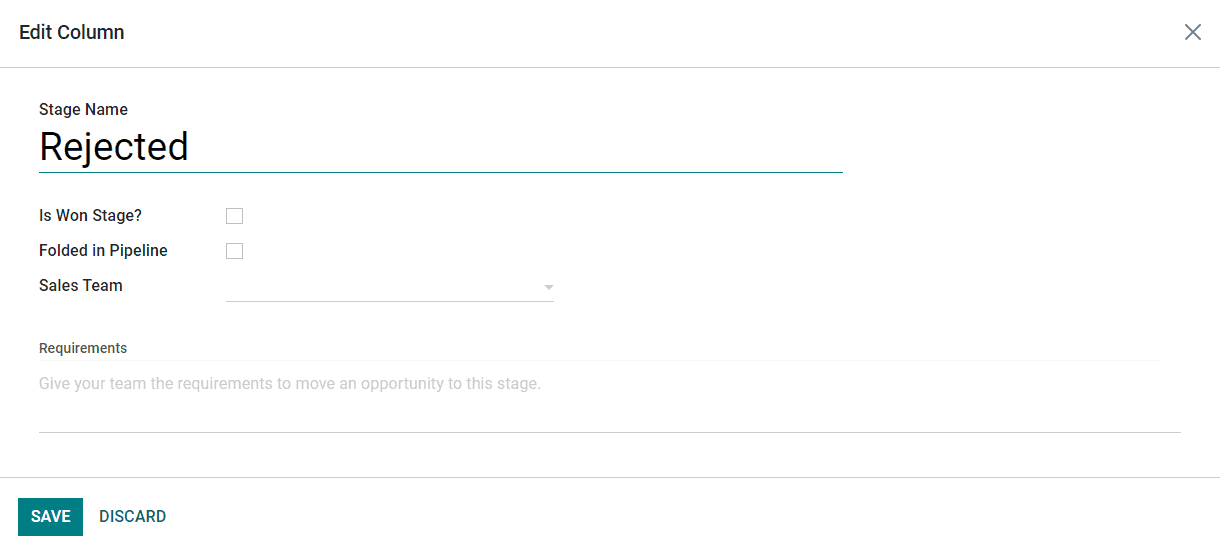 Edit Column
Stage Name
Rejected
Is Won Stage?
Folded in Pipeline
Sales Team
Requirements
Give your team the requirements to move an opportunity to this stage.
SAVE DISCARD